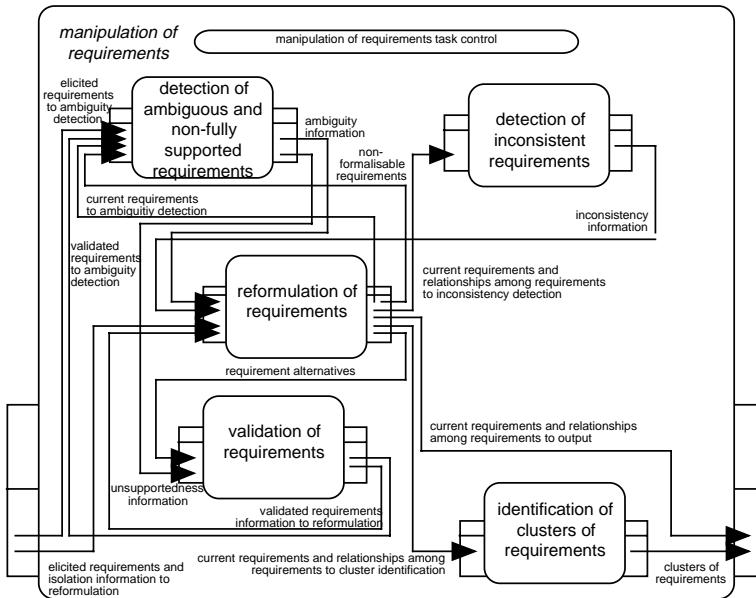 manipulation of
requirements
manipulation of requirements task control
elicited
requirements
to ambiguity
detection
detection of
ambiguous and
non-fully
supported
requirements
ambiguity
information
non-
formalisable
requirements
detection of
inconsistent
requirements
current requirements
to ambiquitiy detection
inconsistency
information
validated
requirements
to ambiguity
detection
reformulation of
requirements
current requirements and
relationships among requirements
to inconsistency detection
requirement alternatives
validation of
requirements
current requirements and relationships
among requirements to output
unsupportedness
information
validated requirements
information to reformulation
identification of
clusters of
requirements
elicited requirements and
isolation information to
reformulation
current requirements and relationships among
requirements to cluster identification
clusters of
requirements